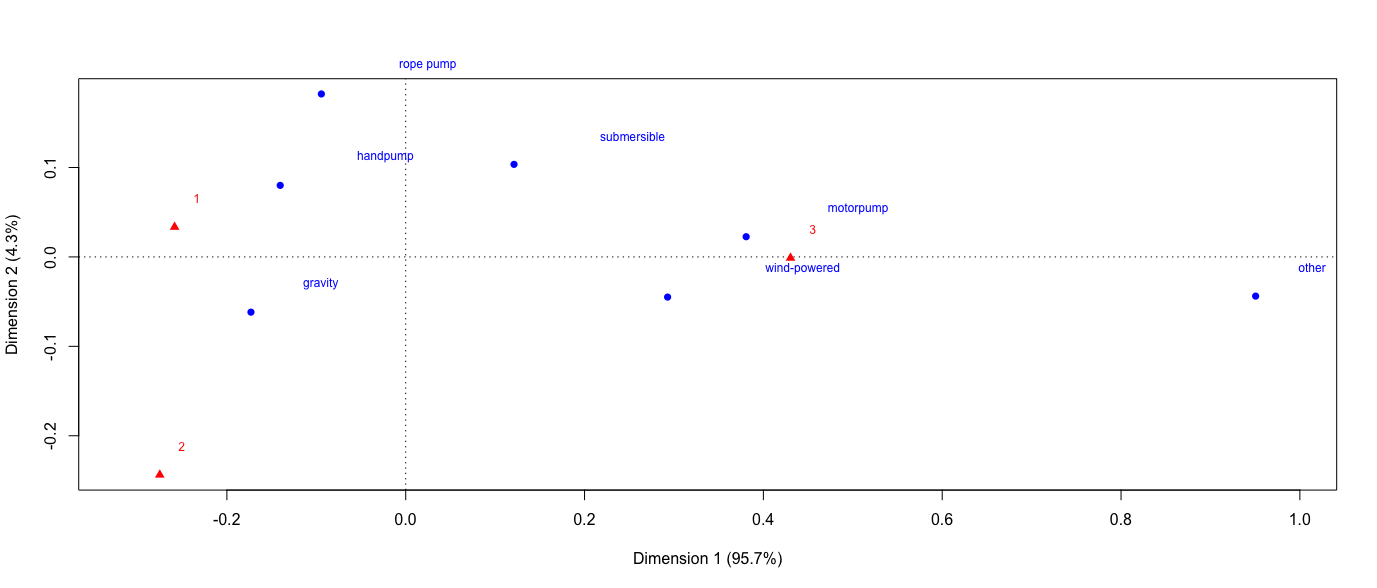 rope pump
submersible
handpump
1
motorpump
3
wind-powered
other
gravity
2
0.1
0.0
-0.1
-0.2
Dimension 2 (4.3%)
-0.2
0.0
0.2
0.4
0.6
0.8
1.0
Dimension 1 (95.7%)